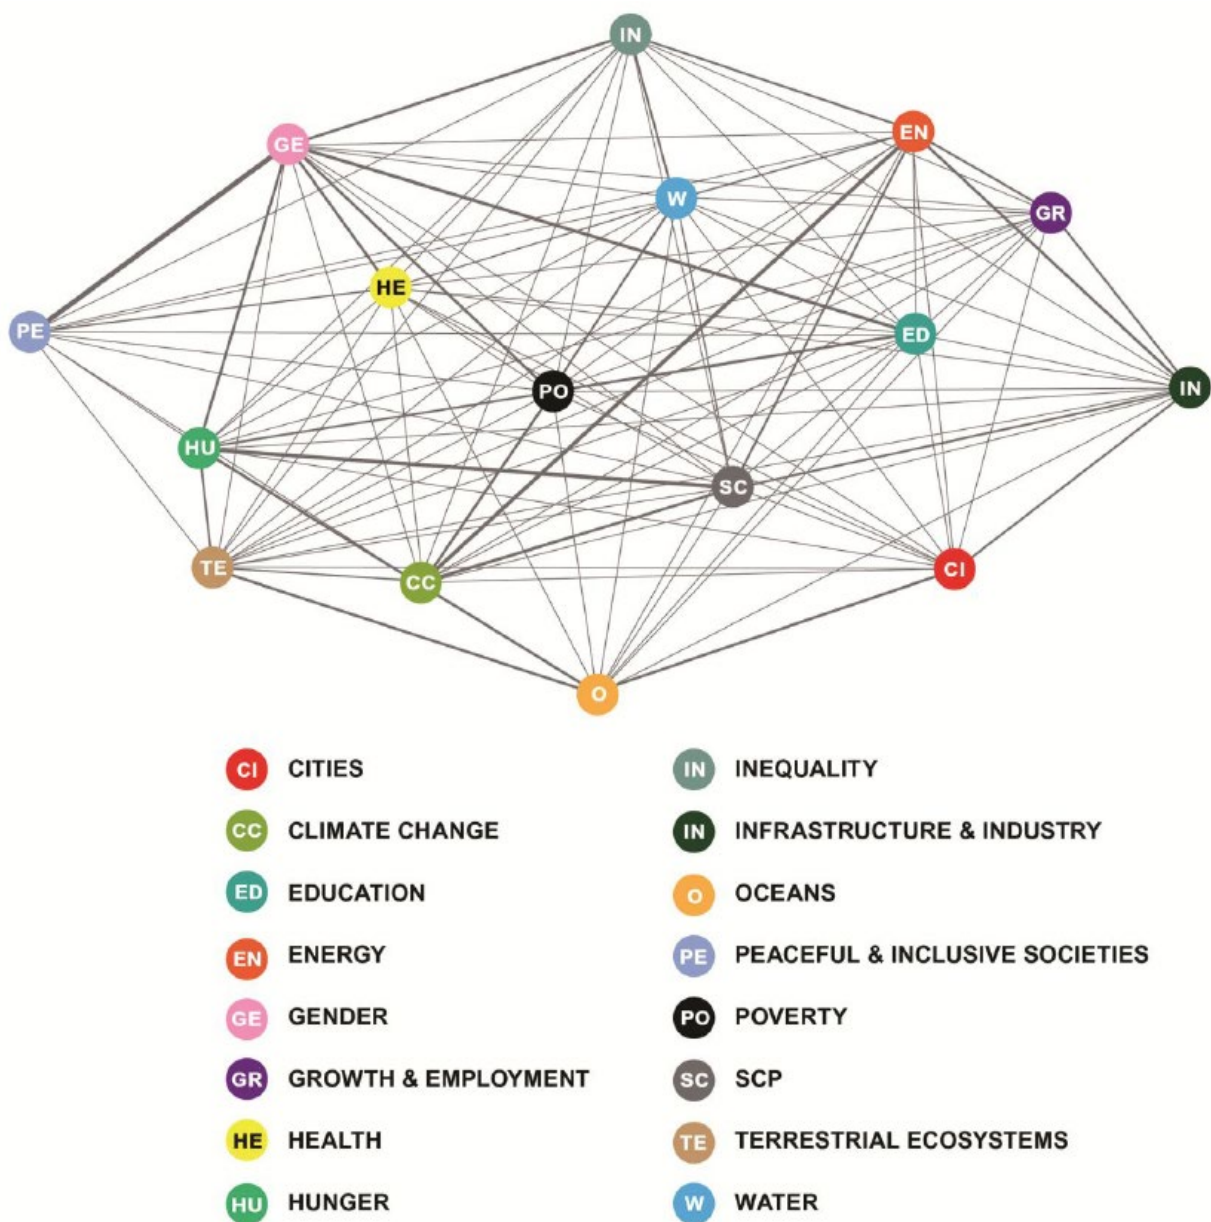 IN
GE
EN
W
GR
HE
PE
ED
PO
IN
HU
SC
TE
CC
CI
O
CI CITIES
IN INEQUALITY
CC CLIMATE CHANGE
IN INFRASTRUCTURE & INDUSTRY
ED EDUCATION
O OCEANS
EN ENERGY
PE PEACEFUL & INCLUSIVE SOCIETIES
GE GENDER
PO POVERTY
GR GROWTH & EMPLOYMENT
SC SCP
HE HEALTH
TE TERRESTRIAL ECOSYSTEMS
HU HUNGER
W WATER